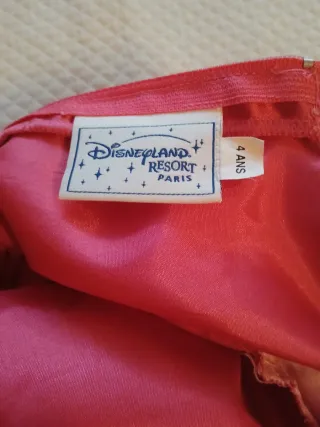 Disneyland
RESORT
PARIS
4 ANS